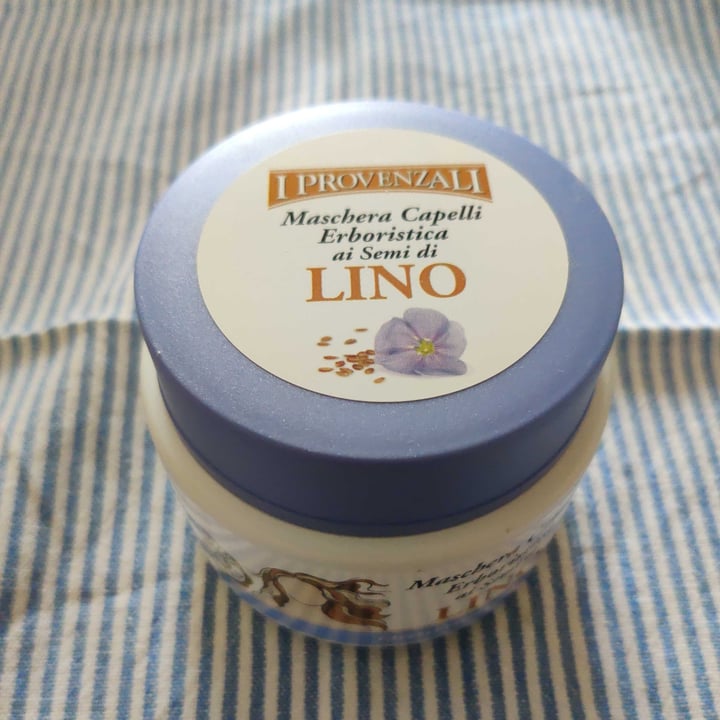 I PROVENZALI
Maschera Capelli
Erboristica
ai Semi di
LINO
Maschera